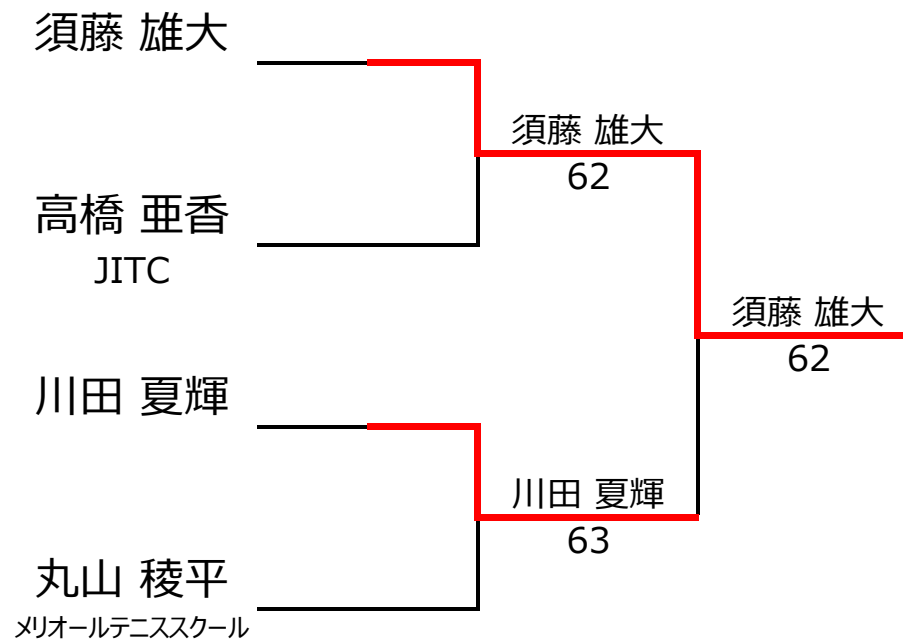 須藤 雄大
須藤 雄大
62
高橋 亜香
JITC
須藤 雄大
62
川田 夏輝
川田 夏輝
63
丸山 稜平
メリオールテニススクール